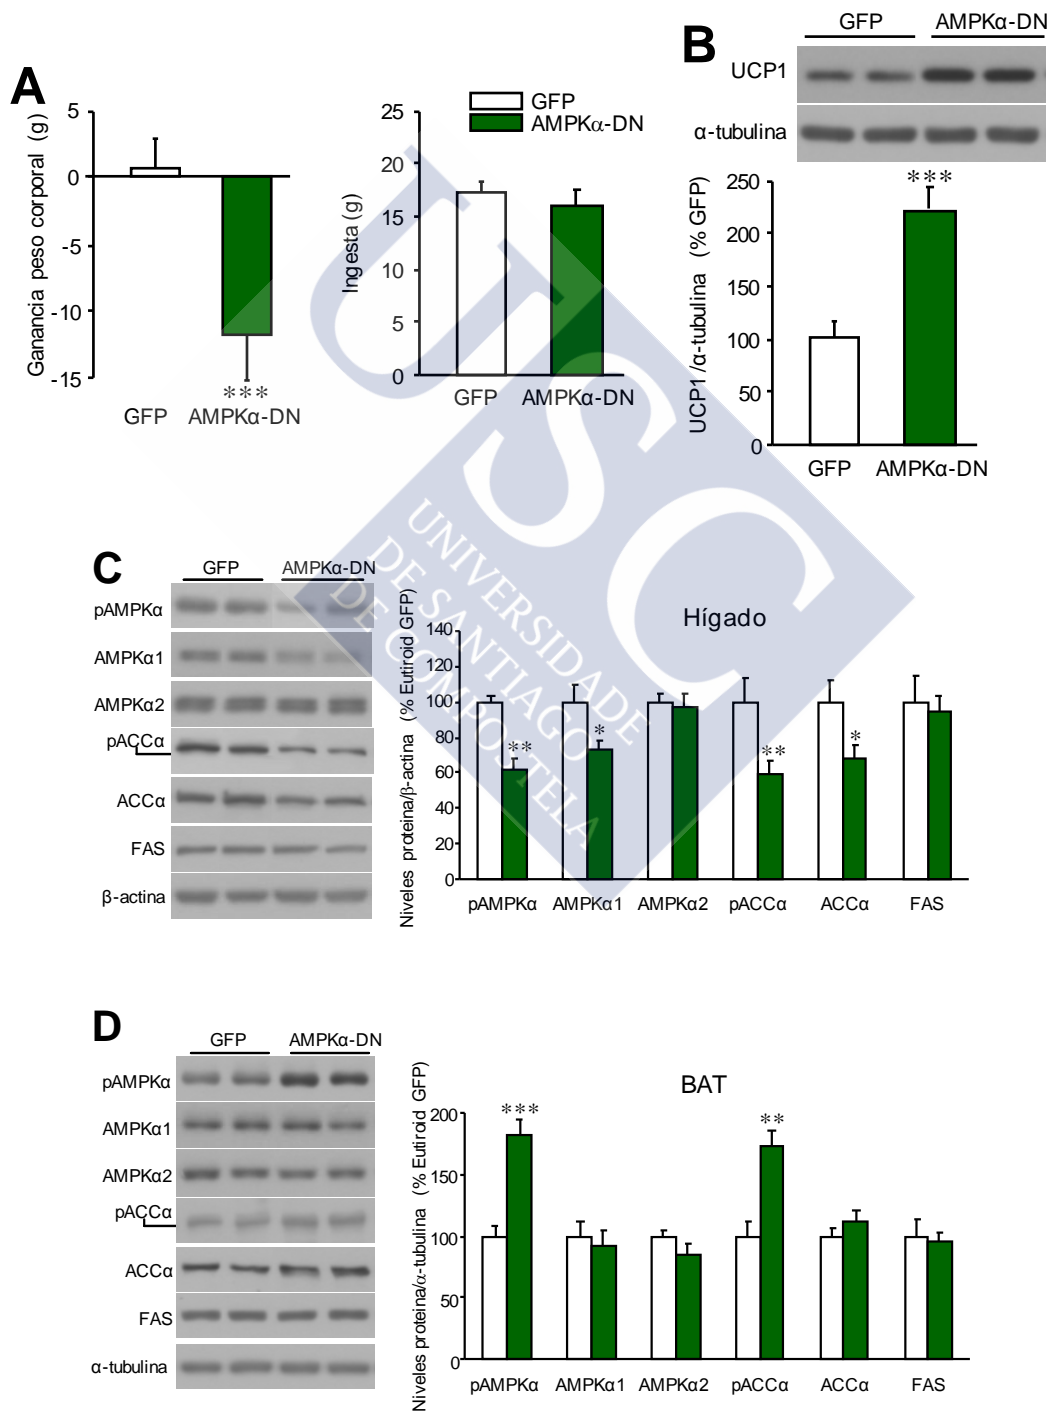 A
Ganancia peso corporal (g)
5
0
-5
-10
-15
***
GFP
AMPKα-DN
Ingesta (g)
25
20
15
10
5
0
GFP
AMPKα-DN
GFP
AMPKα-DN
B
GFP
AMPKα-DN
UCP1
α-tubulina
UCP1/α-tubulina (% GFP)
250
200
150
100
50
0
***
GFP
AMPKα-DN
USC
UNIVERSIDADE
DE SANTIAGO
DE COMPOSTELA
C
GFP
AMPKα-DN
pAMPKα
AMPKα1
AMPKα2
pACCα
ACCα
FAS
β-actina
Hígado
Niveles proteina/β-actina (% Eutiroid GFP)
140
120
100
80
60
40
20
0
**
*
**
*
pAMPKα
AMPKα1
AMPKα2
pACCα
ACCα
FAS
D
GFP
AMPKα-DN
pAMPKα
AMPKα1
AMPKα2
pACCα
ACCα
FAS
α-tubulina
BAT
Niveles proteina/α-tubulina (% Eutiroid GFP)
200
150
100
50
0
***
**
pAMPKα
AMPKα1
AMPKα2
pACCα
ACCα
FAS